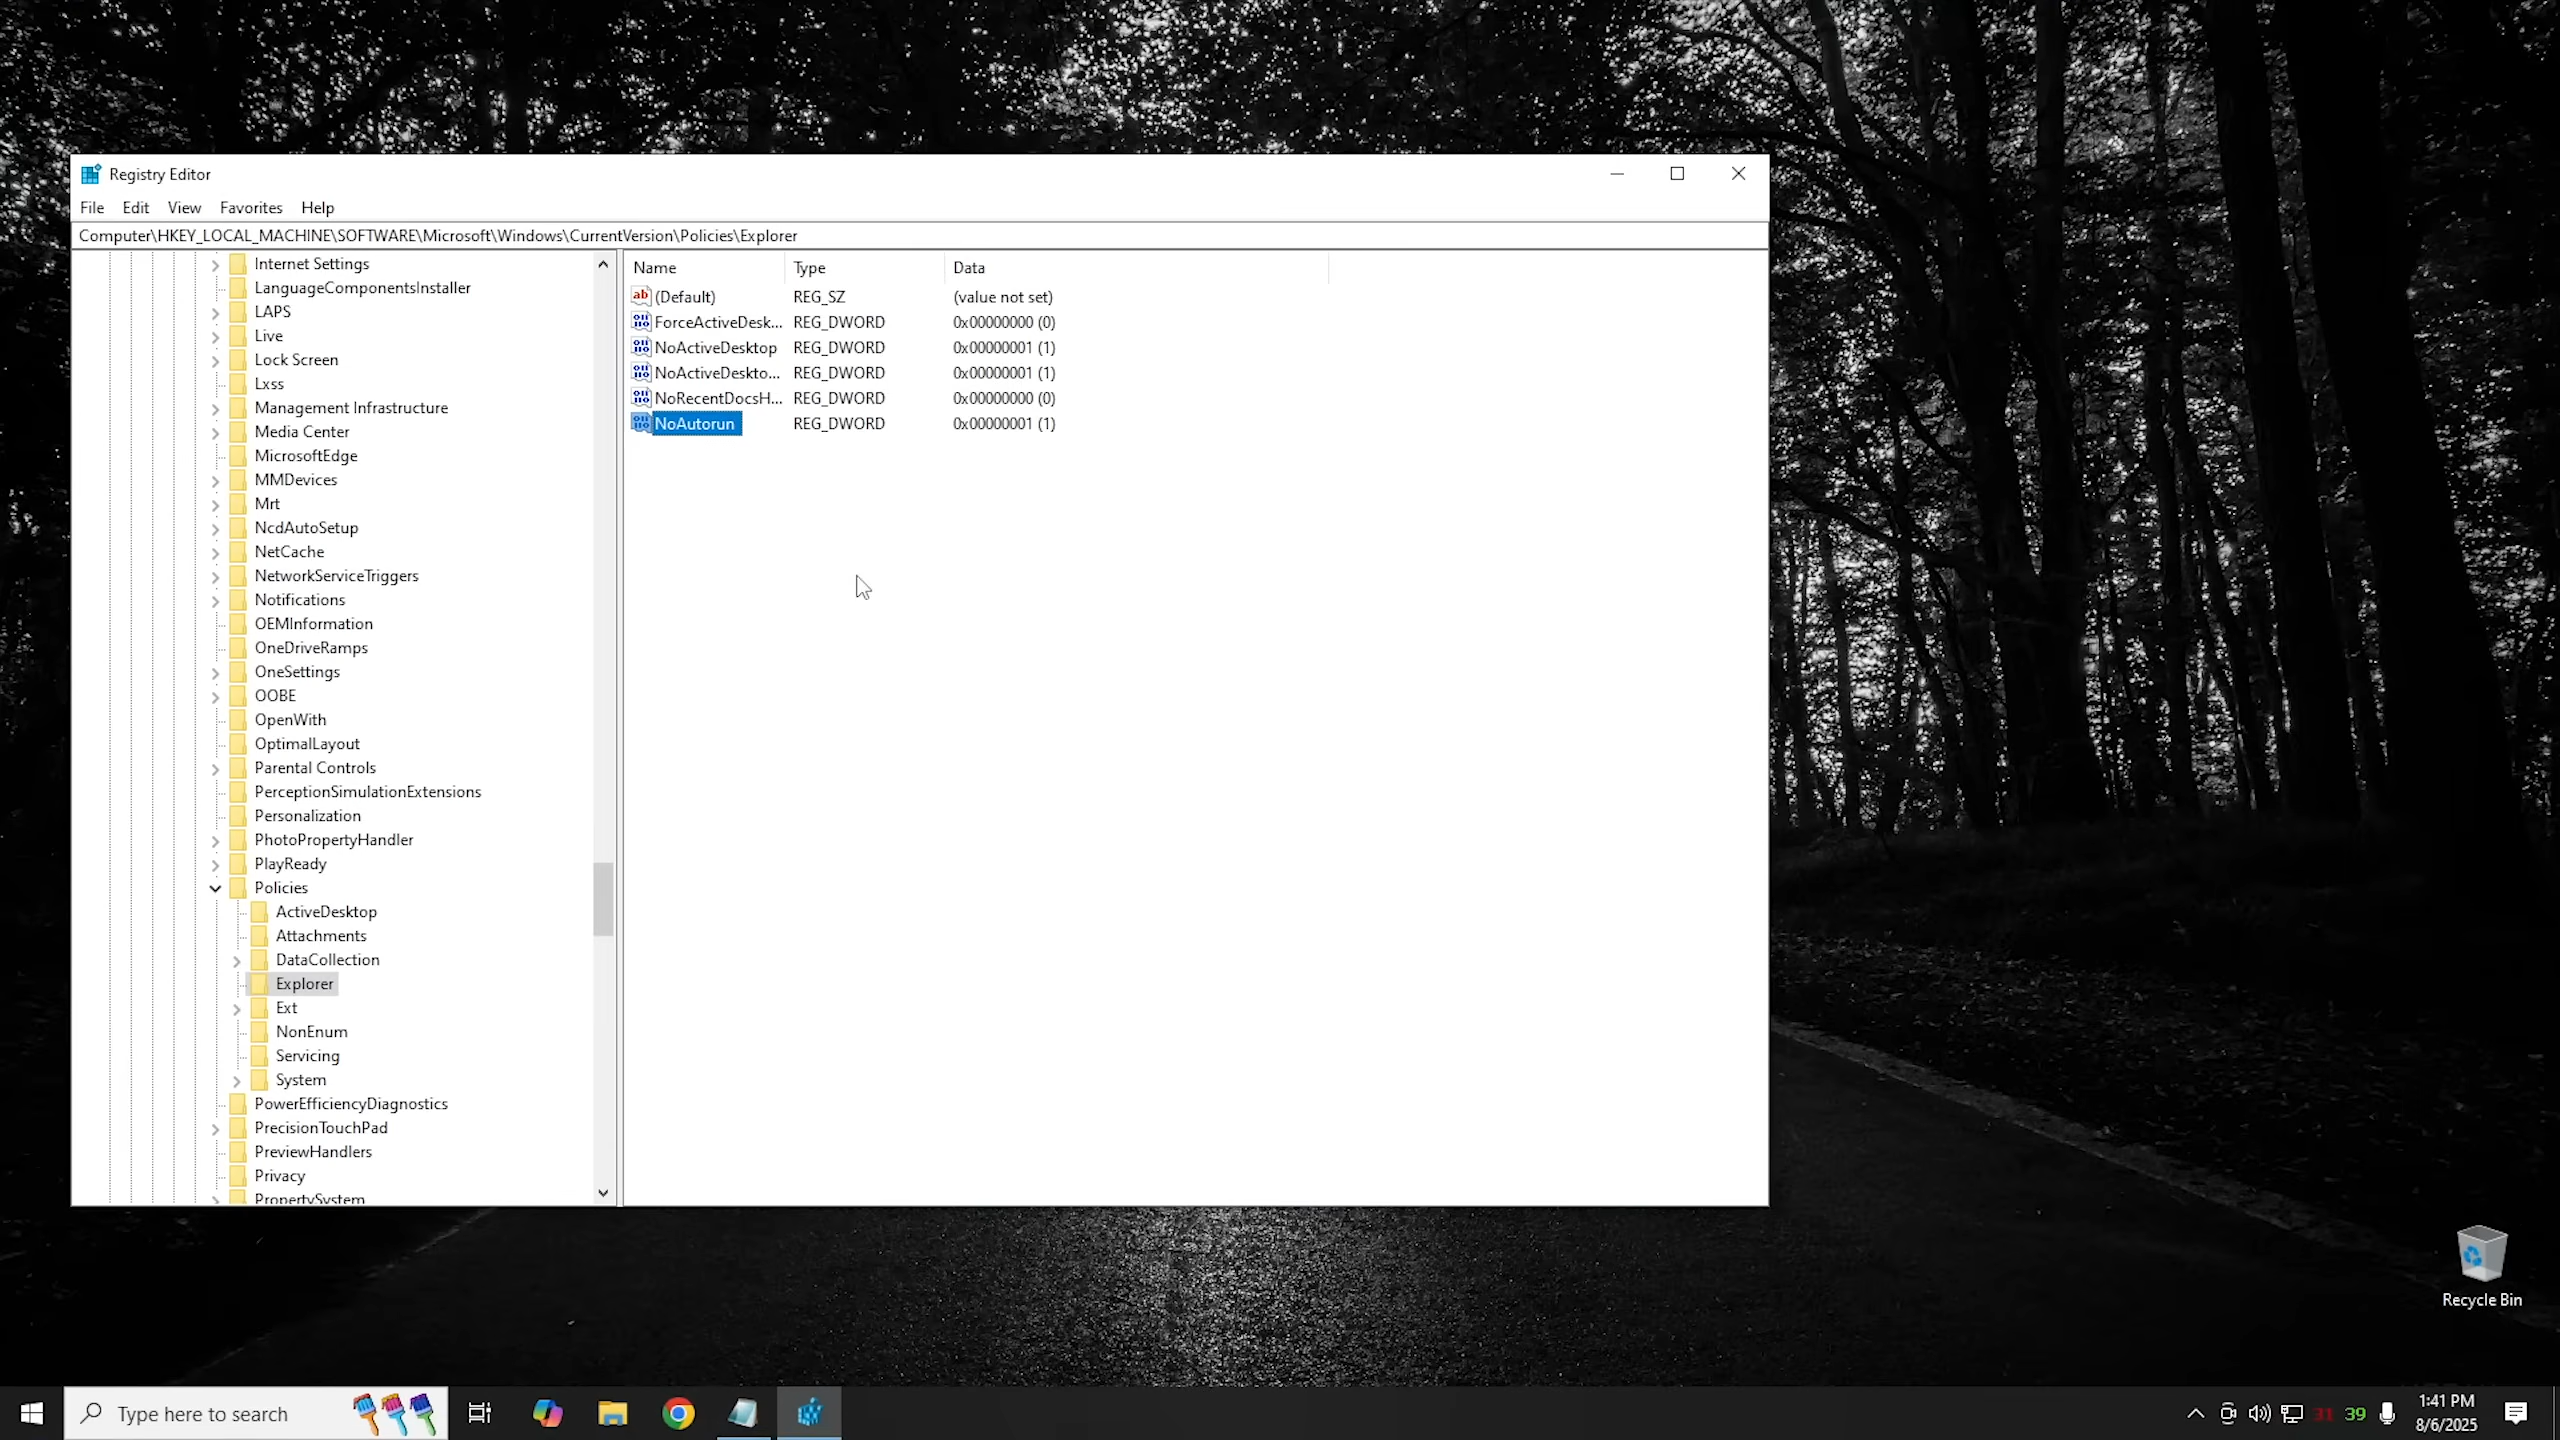 Registry Editor
File Edit View Favorites Help
Computer\HKEY_LOCAL_MACHINE\SOFTWARE\Microsoft\Windows\CurrentVersion\Policies\Explorer
Internet Settings
LanguageComponentsInstaller
LAPS
Live
Lock Screen
Lxss
Management Infrastructure
Media Center
MicrosoftEdge
MMDevices
Mrt
NcdAutoSetup
NetCache
NetworkServiceTriggers
Notifications
OEMInformation
OneDriveRamps
OneSettings
OOBE
OpenWith
OptimalLayout
Parental Controls
PerceptionSimulationExtensions
Personalization
PhotoPropertyHandler
PlayReady
Policies
ActiveDesktop
Attachments
DataCollection
Explorer
Ext
NonEnum
Servicing
System
PowerEfficiencyDiagnostics
PrecisionTouchPad
PreviewHandlers
Privacy
PropertySystem
Name Type Data
ab (Default) REG_SZ (value not set)
ForceActiveDesk... REG_DWORD 0x00000000 (0)
NoActiveDesktop REG_DWORD 0x00000001 (1)
NoActiveDeskto... REG_DWORD 0x00000001 (1)
NoRecentDocsH... REG_DWORD 0x00000000 (0)
NoAutorun REG_DWORD 0x00000001 (1)
Recycle Bin
Type here to search
31 39
1:41 PM
8/6/2025